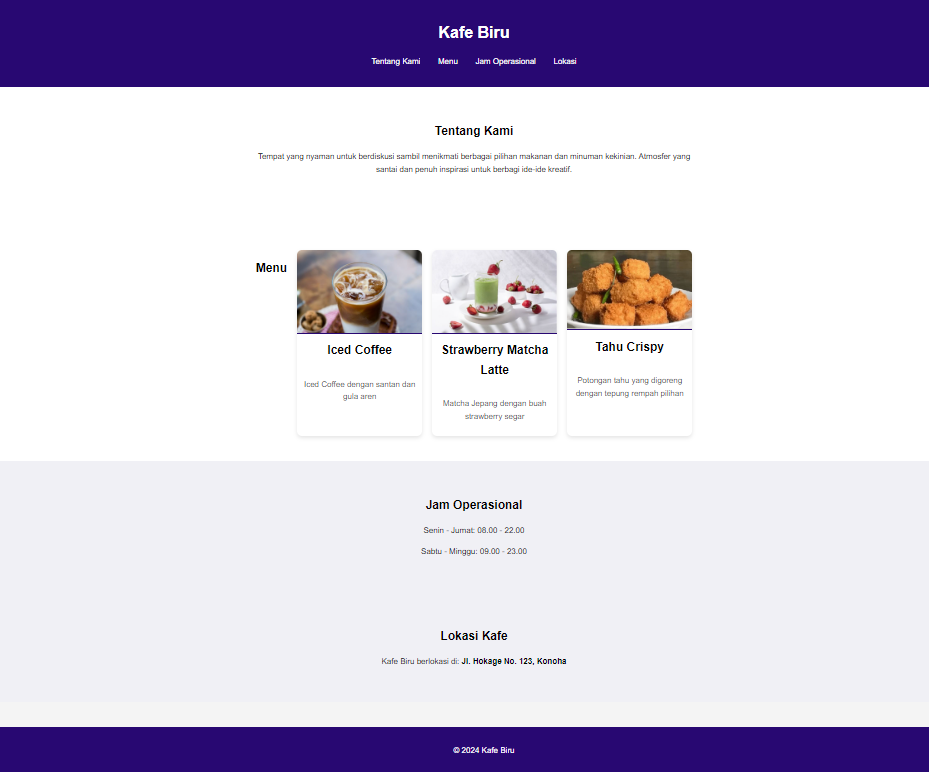 Kafe Biru
Tentang Kami Menu Jam Operasional Lokasi
Tentang Kami
Tempat yang nyaman untuk berdiskusi sambil menikmati berbagai pilihan makanan dan minuman kekinian. Atmosfer yang
santai dan penuh inspirasi untuk berbagi ide-ide kreatif.
Menu
Iced Coffee
Iced Coffee dengan santan dan
gula aren
Strawberry Matcha
Latte
Matcha Jepang dengan buah
strawberry segar
Tahu Crispy
Potongan tahu yang digoreng
dengan tepung rempah pilihan
Jam Operasional
Senin - Jumat: 08.00 - 22.00
Sabtu - Minggu: 09.00 - 23.00
Lokasi Kafe
Kafe Biru berlokasi di: Jl. Hokage No. 123, Konoha
© 2024 Kafe Biru